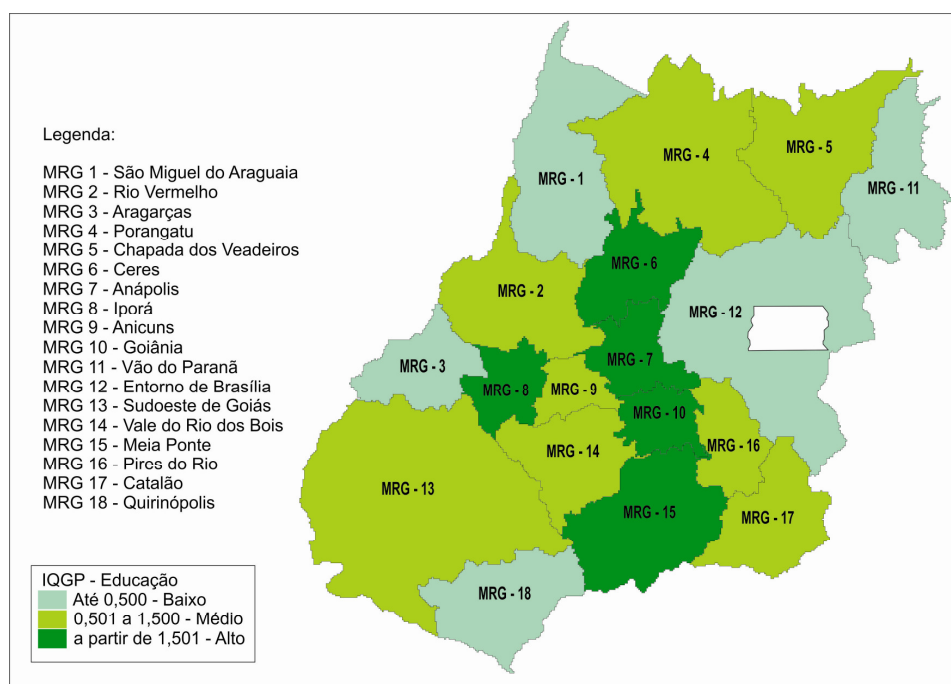 Legenda:
MRG 1 - São Miguel do Araguaia
MRG 2 - Rio Vermelho
MRG 3 - Aragarças
MRG 4 - Porangatu
MRG 5 - Chapada dos Veadeiros
MRG 6 - Ceres
MRG 7 - Anápolis
MRG 8 - Iporá
MRG 9 - Anicuns
MRG 10 - Goiânia
MRG 11 - Vão do Paranã
MRG 12 - Entorno de Brasília
MRG 13 - Sudoeste de Goiás
MRG 14 - Vale do Rio dos Bois
MRG 15 - Meia Ponte
MRG 16 - Pires do Rio
MRG 17 - Catalão
MRG 18 - Quirinópolis
IQGP - Educação
Até 0,500 - Baixo
0,501 a 1,500 - Médio
a partir de 1,501 - Alto
MRG - 4
MRG - 5
MRG - 1
MRG - 11
MRG - 6
MRG - 2
MRG - 12
MRG - 7
MRG - 3
MRG - 8
MRG - 9
MRG - 10
MRG - 16
MRG - 14
MRG - 13
MRG - 15
MRG - 17
MRG - 18